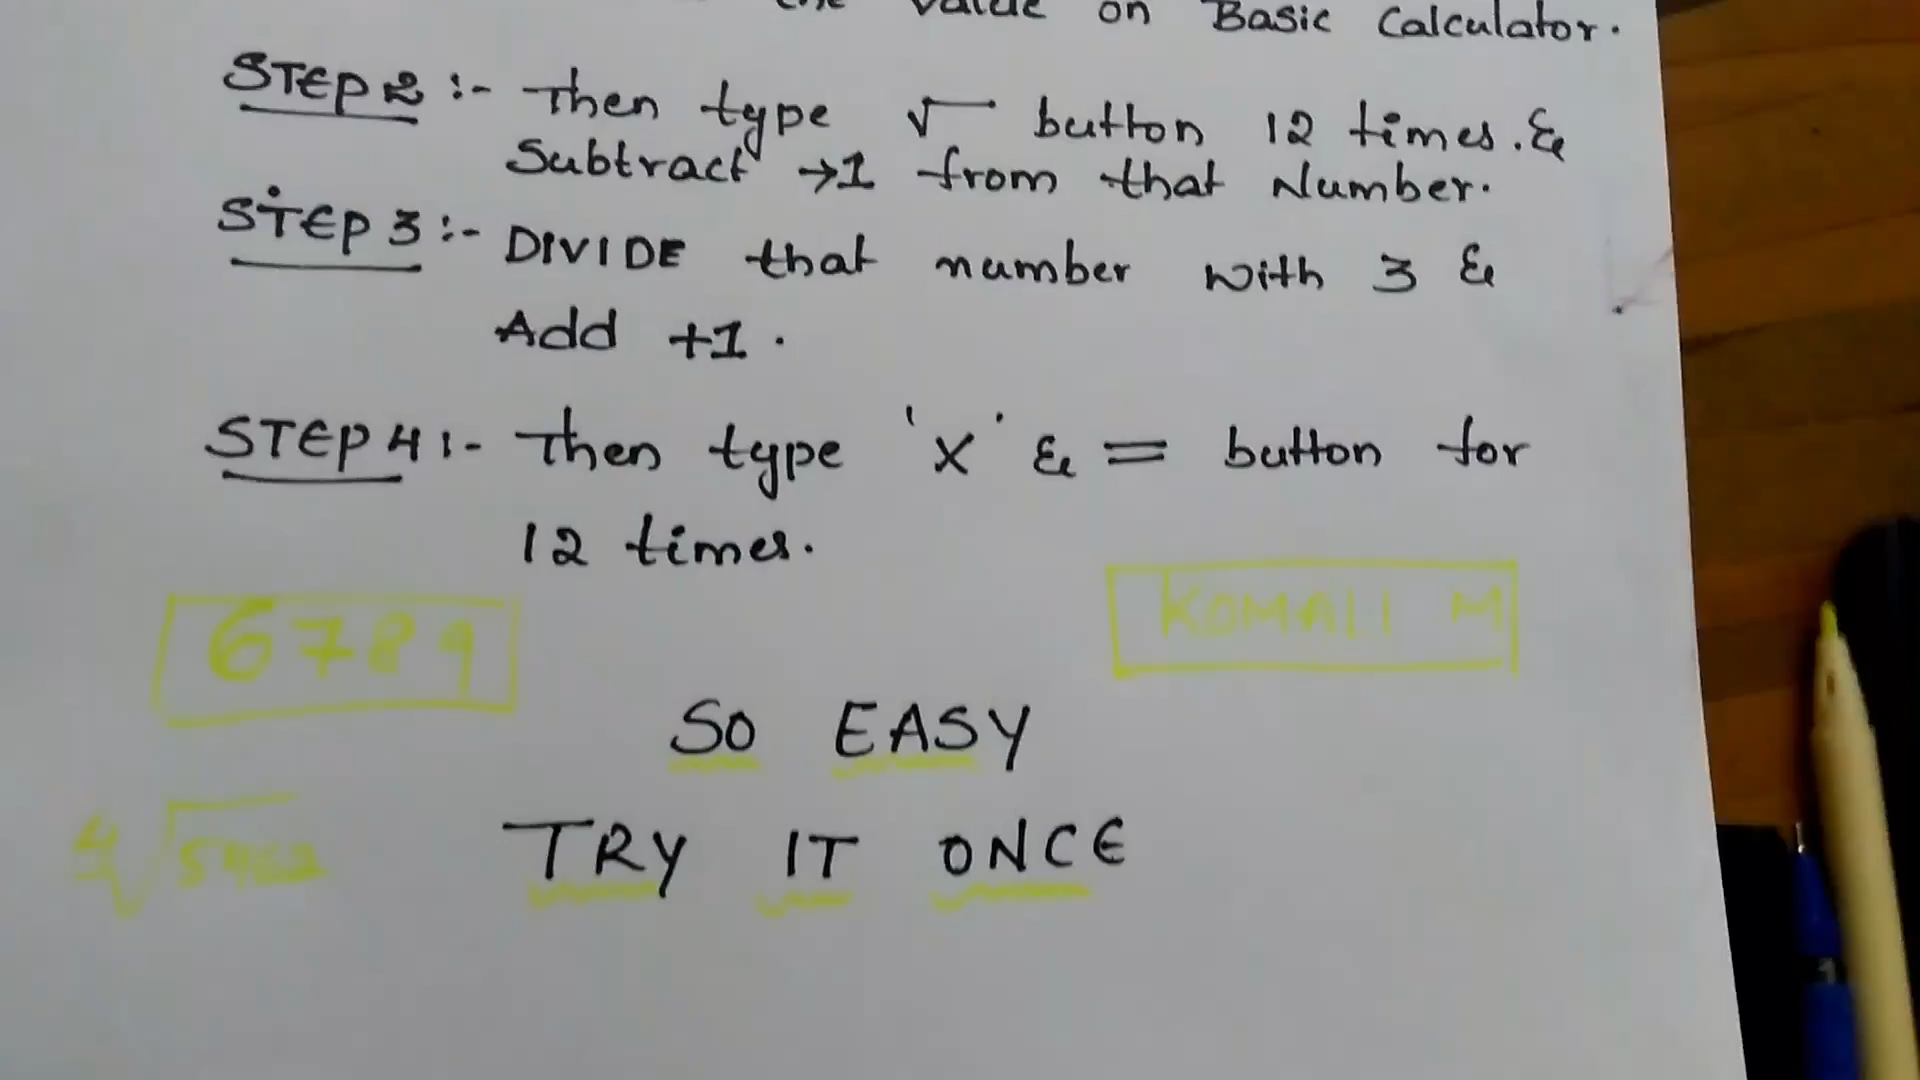 the value on Basic Calculator.
STEP 2 :- Then type √ button 12 times. &
Subtract →1 from that Number.
STEP 3 :- DIVIDE that number with 3 &
Add +1.
STEP 4 :- Then type 'x' & = button for
12 times.
6789
KOMALI M
SO EASY
TRY IT ONCE